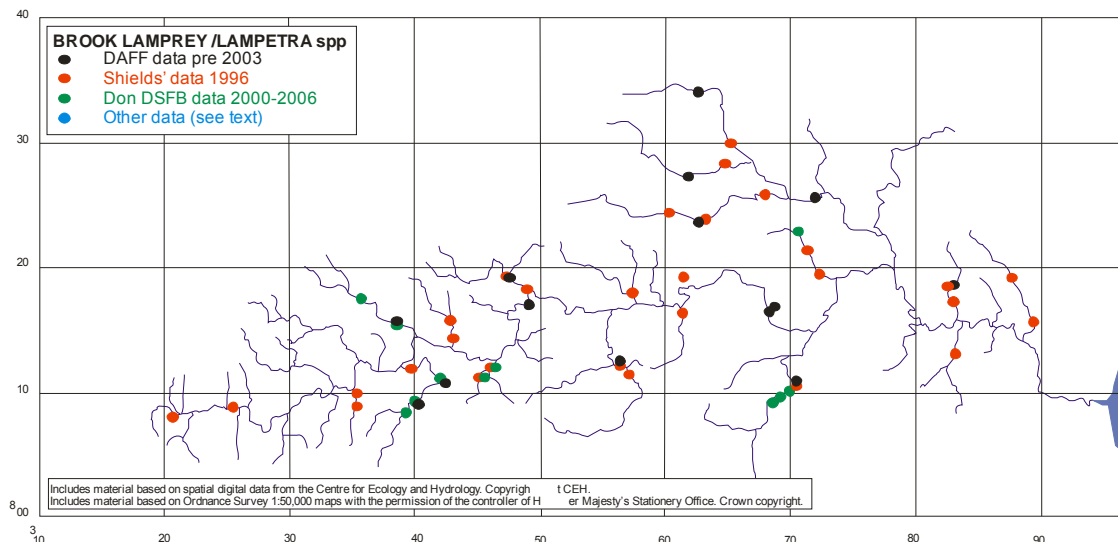 40
BROOK LAMPREY /LAMPETRA spp
DAFF data pre 2003
Shields' data 1996
Don DSFB data 2000-2006
Other data (see text)
30
20
10
Includes material based on spatial digital data from the Centre for Ecology and Hydrology. Copyrigh t CEH.
Includes material based on Ordnance Survey 1:50,000 maps with the permission of the controller of H er Majesty's Stationery Office. Crown copyright.
8 00
3
10 20 30 40 50 60 70 80 90